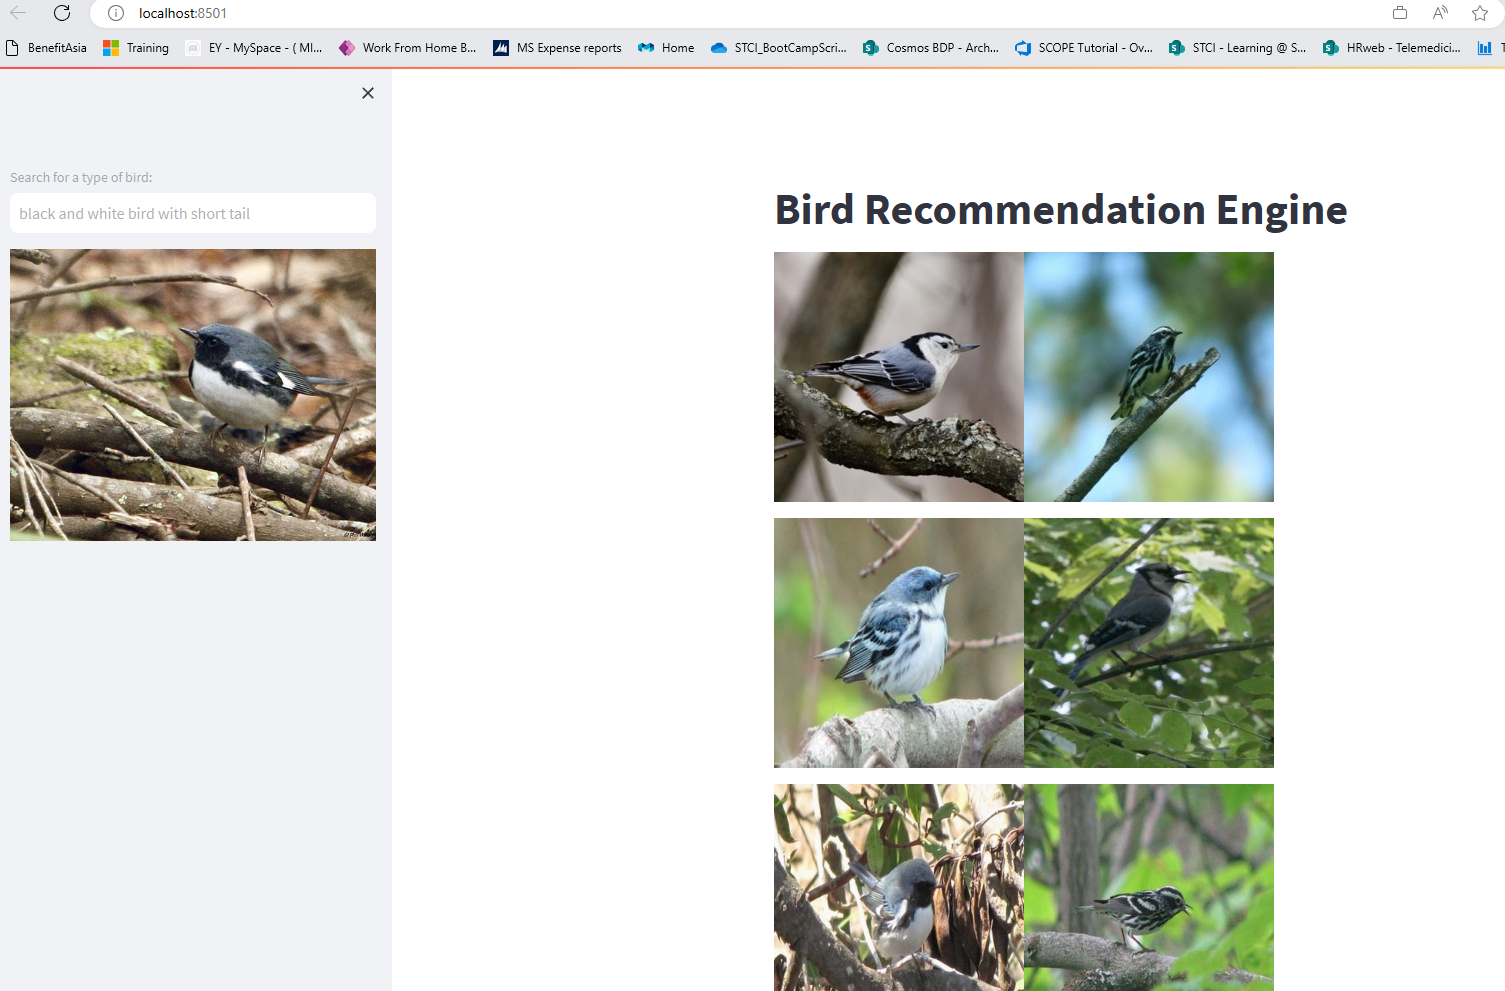 localhost:8501
BenefitAsia Training EY - MySpace - ( MI... Work From Home B... MS Expense reports Home STCI_BootCampScri... Cosmos BDP - Arch... SCOPE Tutorial - Ov... STCI - Learning @ S... HRweb - Telemedici... T
Search for a type of bird:
black and white bird with short tail
Bird Recommendation Engine